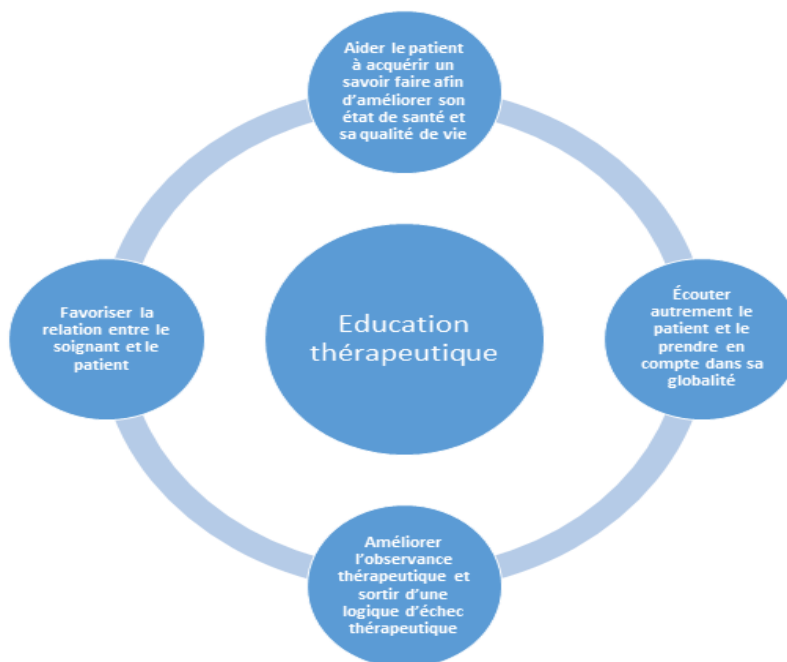 Aider le patient
à acquérir un
savoir faire afin
d'améliorer son
état de santé et
sa qualité de vie
Favoriser la
relation entre le
soignant et le
patient
Education
thérapeutique
Écouter
autrement le
patient et le
prendre en
compte dans sa
globalité
Améliorer
l'observance
thérapeutique et
sortir d'une
logique d'échec
thérapeutique